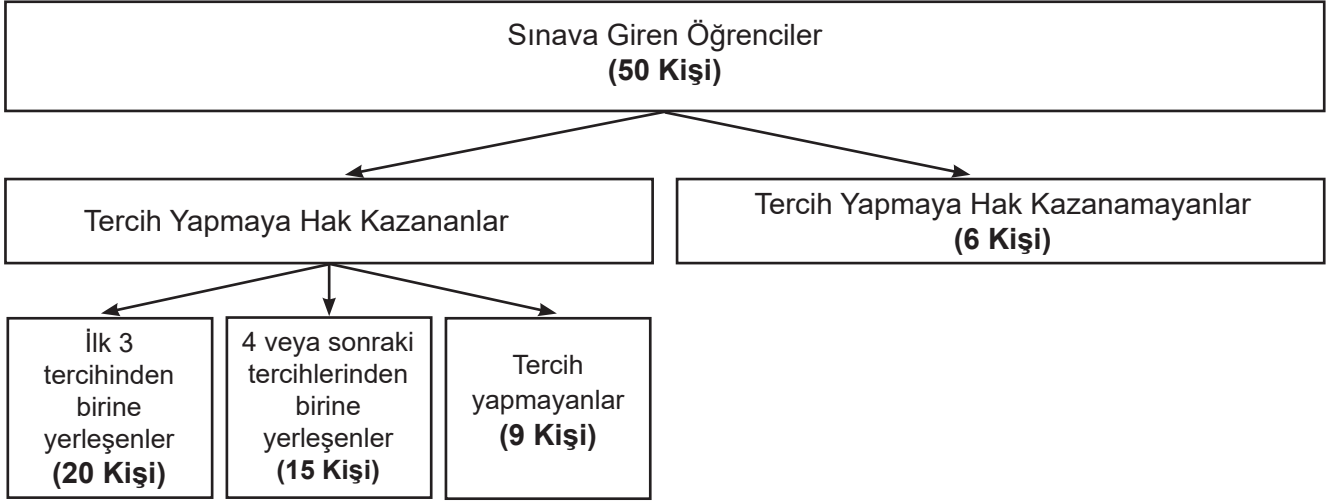 Sınava Giren Öğrenciler
(50 Kişi)
Tercih Yapmaya Hak Kazananlar
Tercih Yapmaya Hak Kazanamayanlar
(6 Kişi)
İlk 3
tercihinden
birine
yerleşenler
(20 Kişi)
4 veya sonraki
tercihlerinden
birine
yerleşenler
(15 Kişi)
Tercih
yapmayanlar
(9 Kişi)